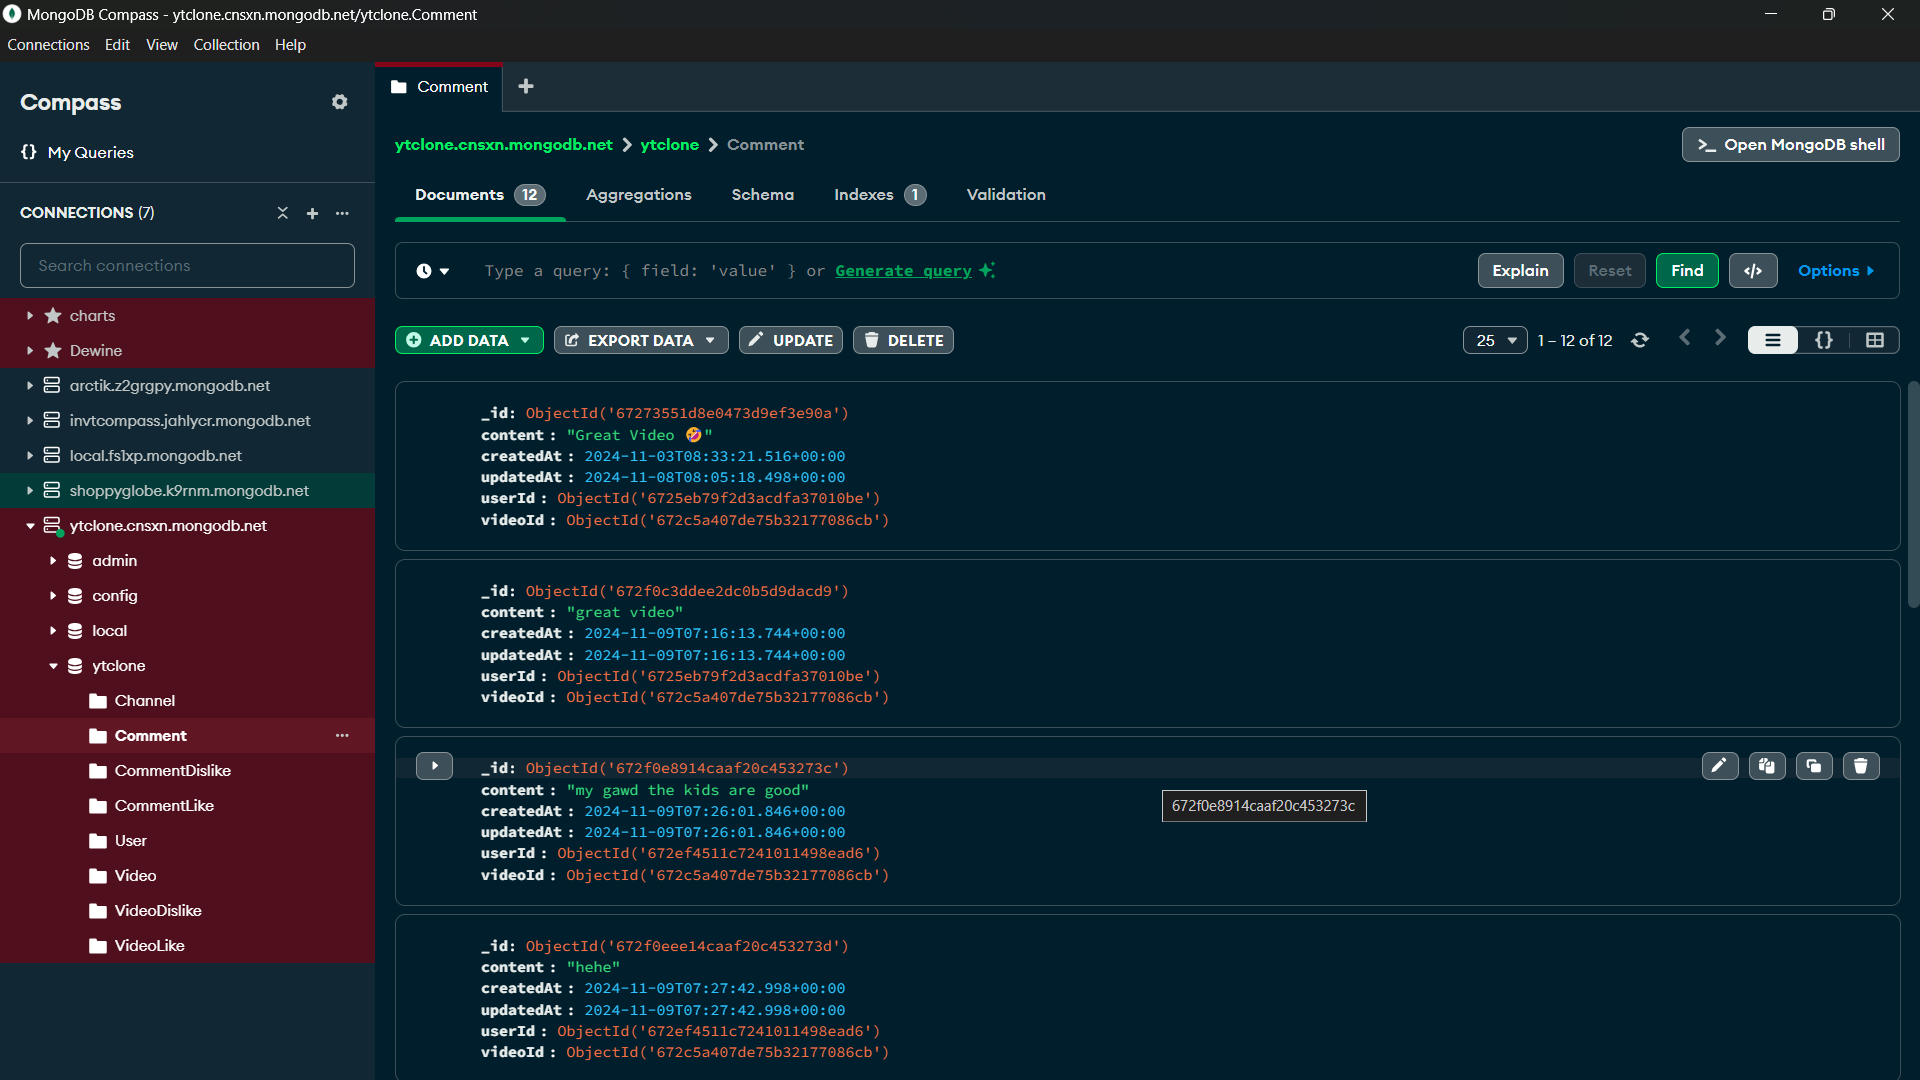 MongoDB Compass - ytclone.cnsxn.mongodb.net/ytclone.Comment
Connections Edit View Collection Help
Compass
{} My Queries
CONNECTIONS (7)
Search connections
charts
Dewine
arctik.z2grgpy.mongodb.net
invtcompass.jahlycr.mongodb.net
local.fs1xp.mongodb.net
shoppyglobe.k9rnm.mongodb.net
ytclone.cnsxn.mongodb.net
admin
config
local
ytclone
Channel
Comment
CommentDislike
CommentLike
User
Video
VideoDislike
VideoLike
Comment
ytclone.cnsxn.mongodb.net > ytclone > Comment
>_ Open MongoDB shell
Documents 12 Aggregations Schema Indexes 1 Validation
Type a query: { field: 'value' } or Generate query
Explain Reset Find </> Options
ADD DATA EXPORT DATA UPDATE DELETE
25 1 – 12 of 12 {}
_id: ObjectId('67273551d8e0473d9ef3e90a')
content : "Great Video 🤣"
createdAt : 2024-11-03T08:33:21.516+00:00
updatedAt : 2024-11-08T08:05:18.498+00:00
userId : ObjectId('6725eb79f2d3acdfa37010be')
videoId : ObjectId('672c5a407de75b32177086cb')
_id: ObjectId('672f0c3ddee2dc0b5d9dacd9')
content : "great video"
createdAt : 2024-11-09T07:16:13.744+00:00
updatedAt : 2024-11-09T07:16:13.744+00:00
userId : ObjectId('6725eb79f2d3acdfa37010be')
videoId : ObjectId('672c5a407de75b32177086cb')
_id: ObjectId('672f0e8914caaf20c453273c')
content : "my gawd the kids are good"
672f0e8914caaf20c453273c
createdAt : 2024-11-09T07:26:01.846+00:00
updatedAt : 2024-11-09T07:26:01.846+00:00
userId : ObjectId('672ef4511c7241011498ead6')
videoId : ObjectId('672c5a407de75b32177086cb')
_id: ObjectId('672f0eee14caaf20c453273d')
content : "hehe"
createdAt : 2024-11-09T07:27:42.998+00:00
updatedAt : 2024-11-09T07:27:42.998+00:00
userId : ObjectId('672ef4511c7241011498ead6')
videoId : ObjectId('672c5a407de75b32177086cb')